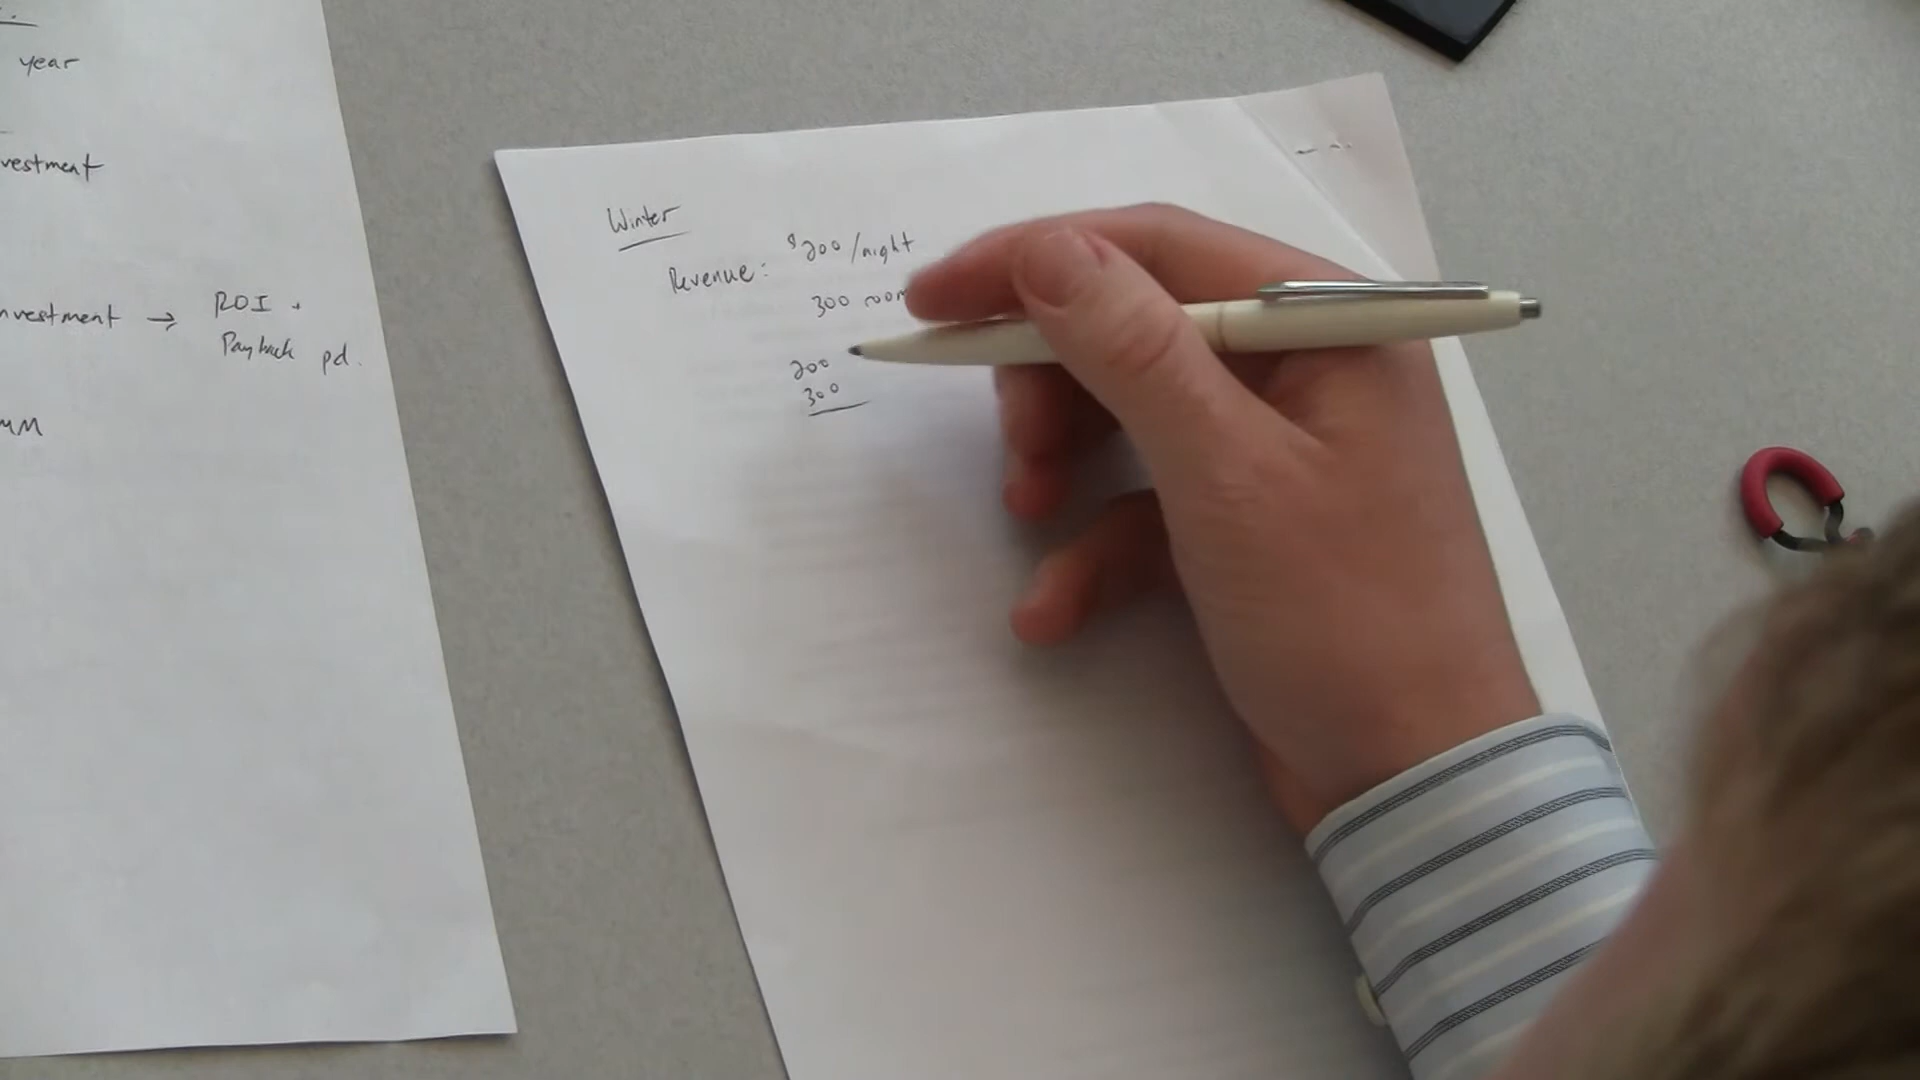 year
vestment
nvestment → ROI +
Payback pd.
MM
Winter
Revenue: $200/night
300 room
200
300